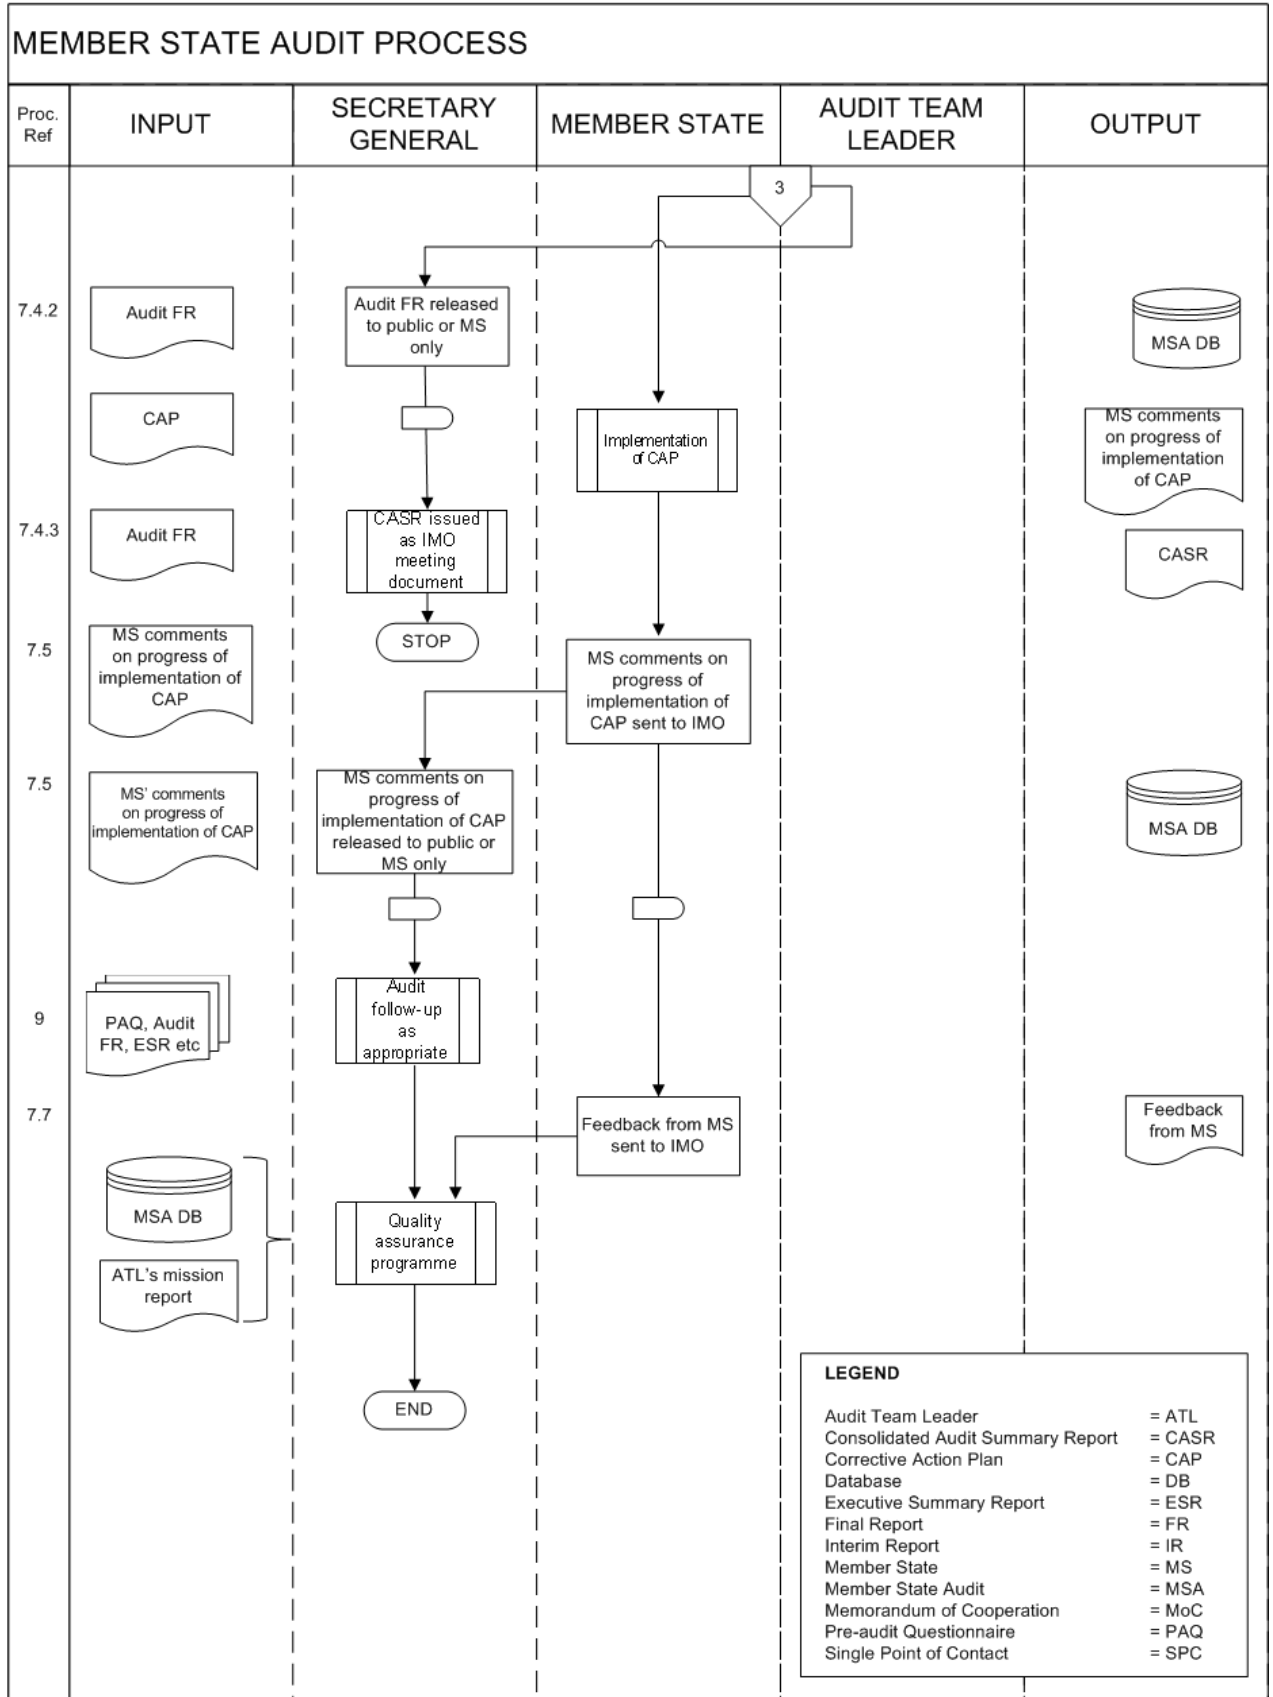 MEMBER STATE AUDIT PROCESS
Proc.
Ref
INPUT
SECRETARY
GENERAL
MEMBER STATE
AUDIT TEAM
LEADER
OUTPUT
3
7.4.2
Audit FR
Audit FR released
to public or MS
only
MSA DB
CAP
Implementation
of CAP
MS comments
on progress of
implementation
of CAP
7.4.3
Audit FR
CASR issued
as IMO
meeting
document
CASR
STOP
7.5
MS comments
on progress of
implementation of
CAP
MS comments on
progress of
implementation of
CAP sent to IMO
7.5
MS' comments
on progress of
implementation of CAP
MS comments on
progress of
implementation of CAP
released to public or
MS only
MSA DB
9
PAQ, Audit
FR, ESR etc
Audit
follow-up
as
appropriate
7.7
Feedback from MS
sent to IMO
Feedback
from MS
MSA DB
ATL's mission
report
Quality
assurance
programme
END
LEGEND
Audit Team Leader = ATL
Consolidated Audit Summary Report = CASR
Corrective Action Plan = CAP
Database = DB
Executive Summary Report = ESR
Final Report = FR
Interim Report = IR
Member State = MS
Member State Audit = MSA
Memorandum of Cooperation = MoC
Pre-audit Questionnaire = PAQ
Single Point of Contact = SPC